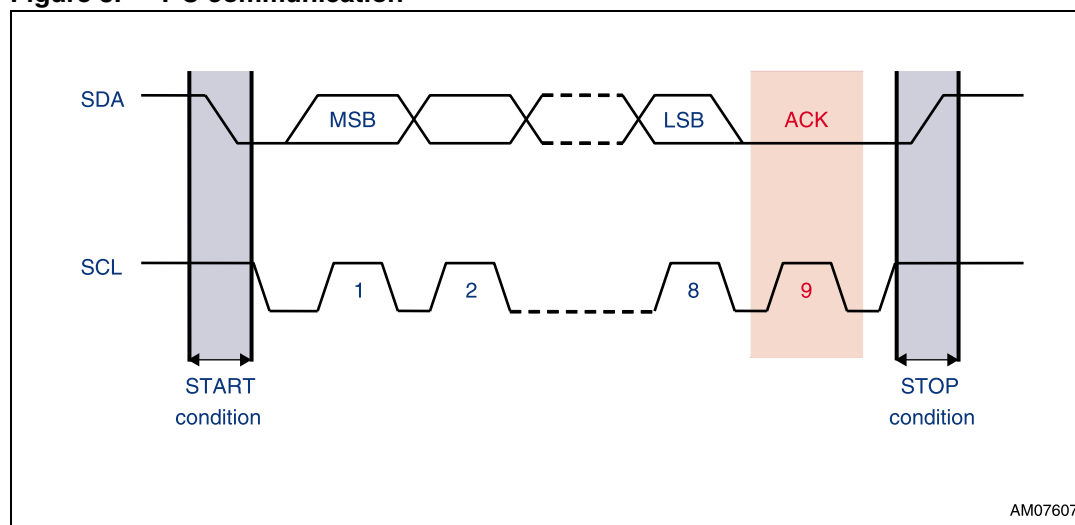 SDA
MSB
LSB
ACK
SCL
1
2
8
9
START
condition
STOP
condition
AM07607